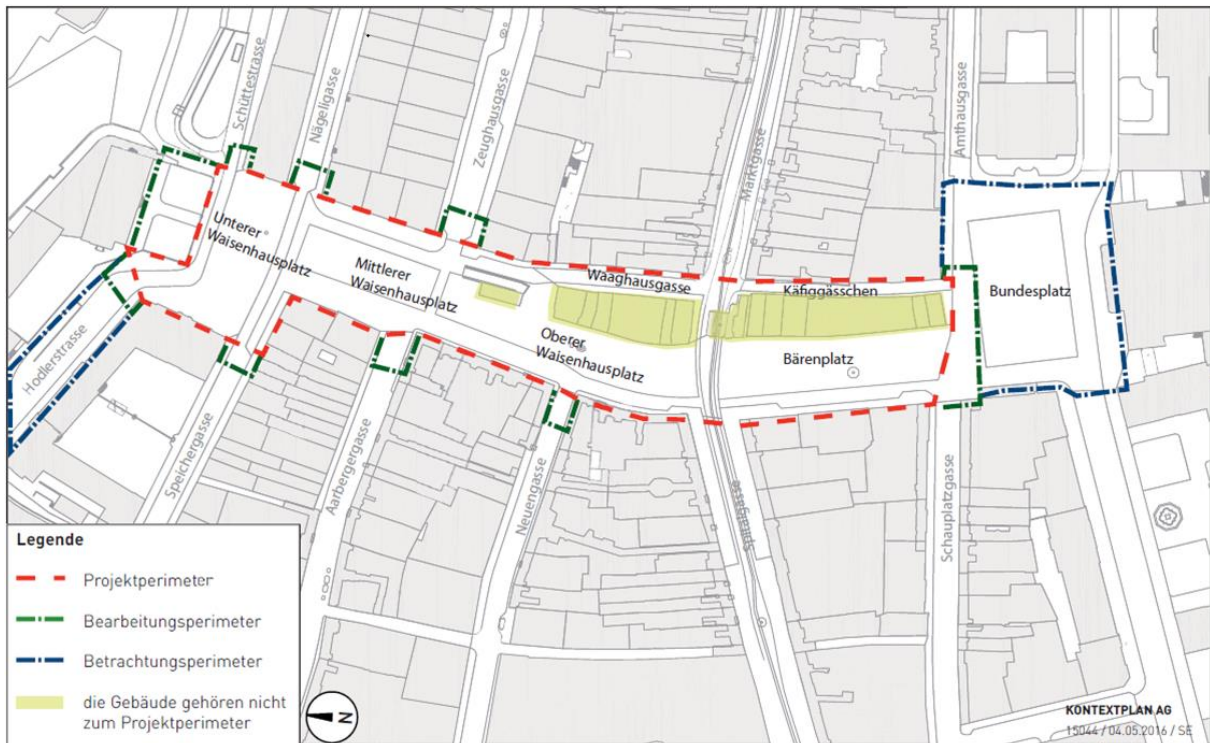 Schüttestrasse
Nägeligasse
Zeughausgasse
Marktgasse
Amthausgasse
Unterer
Waisenhausplatz
Mittlerer
Waisenhausplatz
Waaghausgasse
Käfiggässchen
Bundesplatz
Oberer
Waisenhausplatz
Bärenplatz
Hodlerstrasse
Speichergasse
Aarbergergasse
Neuengasse
Spitalgasse
Schauplatzgasse
Legende
Projektperimeter
Bearbeitungsperimeter
Betrachtungsperimeter
die Gebäude gehören nicht
zum Projektperimeter
N
KONTEXTPLAN AG
15044 / 04.05.2016 / SE